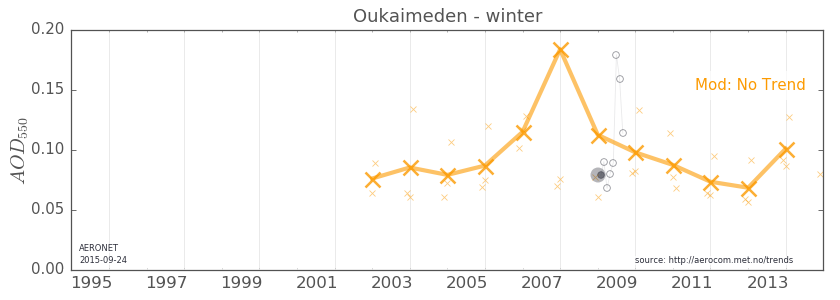 Oukaimeden - winter
0.20
0.15
0.10
0.05
0.00
AOD550
Mod: No Trend
AERONET
2015-09-24
source: http://aerocom.met.no/trends
1995 1997 1999 2001 2003 2005 2007 2009 2011 2013